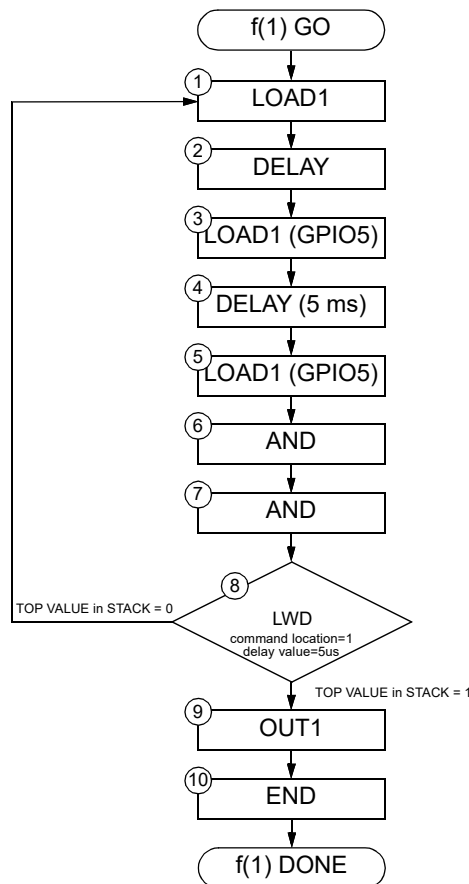 f(1) GO
1
LOAD1
2
DELAY
3
LOAD1 (GPIO5)
4
DELAY (5 ms)
5
LOAD1 (GPIO5)
6
AND
7
AND
8
TOP VALUE in STACK = 0
LWD
command location=1
delay value=5us
TOP VALUE in STACK = 1
9
OUT1
10
END
f(1) DONE